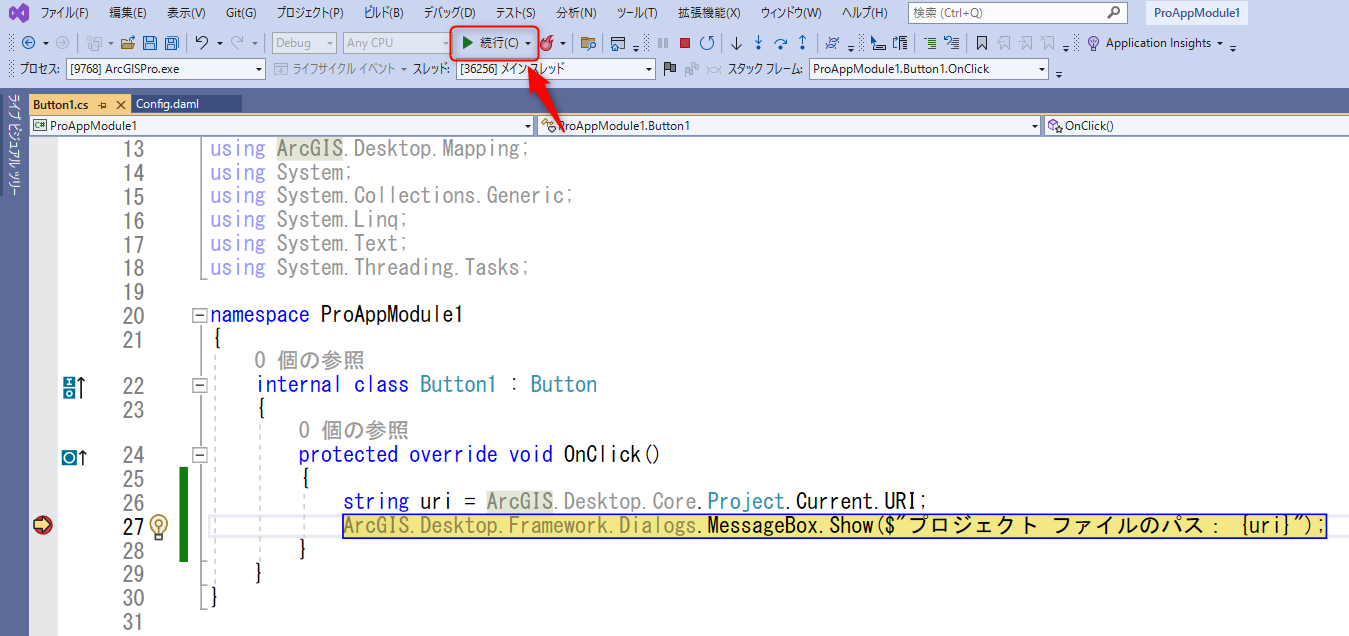 ファイル(F) 編集(E) 表示(V) Git(G) プロジェクト(P) ビルド(B) デバッグ(D) テスト(S) 分析(N) ツール(T) 拡張機能(X) ウィンドウ(W) ヘルプ(H) 検索 (Ctrl+Q) ProAppModule1
Debug Any CPU 続行(C) Application Insights
プロセス: [9768] ArcGISPro.exe ライフサイクル イベント スレッド: [36256] メイン スレッド スタック フレーム: ProAppModule1.Button1.OnClick
ライブ ビジュアル ツリー
Button1.cs Config.daml
C# ProAppModule1 ProAppModule1.Button1 OnClick()
13 using ArcGIS.Desktop.Mapping;
14 using System;
15 using System.Collections.Generic;
16 using System.Linq;
17 using System.Text;
18 using System.Threading.Tasks;
19
20 namespace ProAppModule1
21 {
0 個の参照
22 internal class Button1 : Button
23 {
0 個の参照
24 protected override void OnClick()
25 {
26 string uri = ArcGIS.Desktop.Core.Project.Current.URI;
27 ArcGIS.Desktop.Framework.Dialogs.MessageBox.Show($"プロジェクト ファイルのパス: {uri}");
28 }
29 }
30 }
31